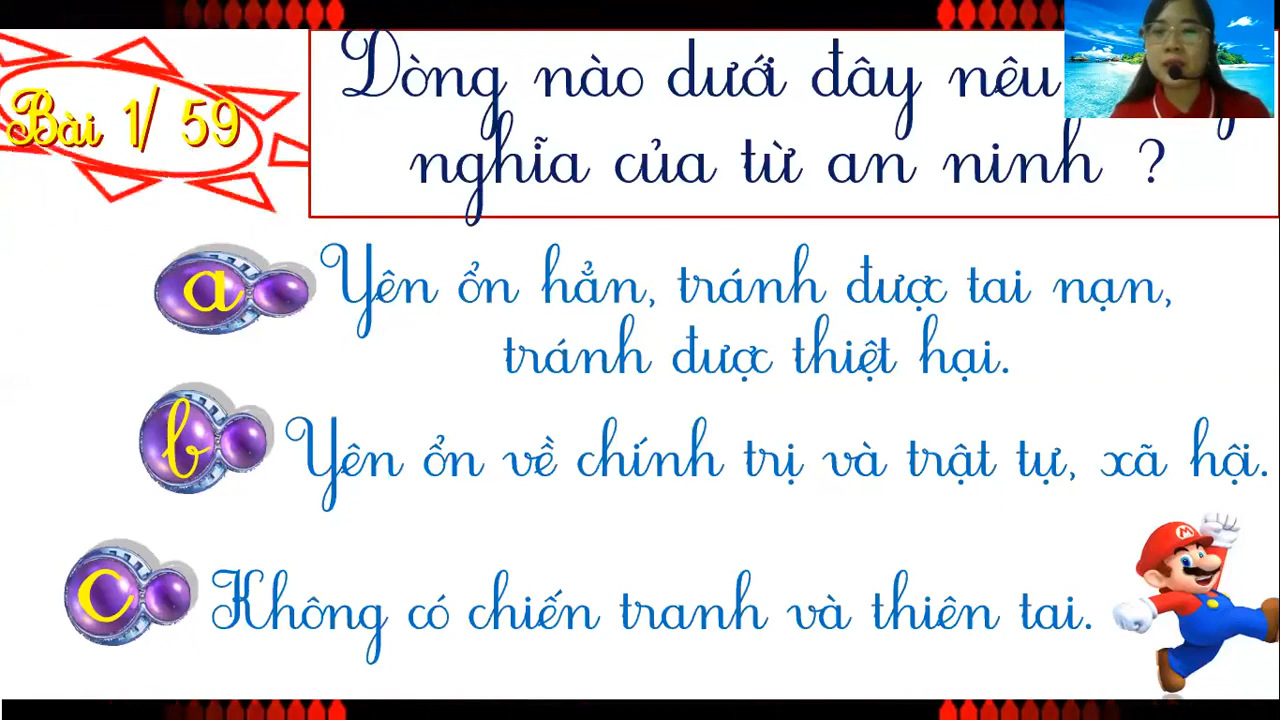 Bài 1/ 59
Dòng nào dưới đây nêu
nghĩa của từ an ninh ?
a Yên ổn hẳn, tránh được tai nạn,
tránh được thiệt hại.
b Yên ổn về chính trị và trật tự, xã hội.
c Không có chiến tranh và thiên tai.
M